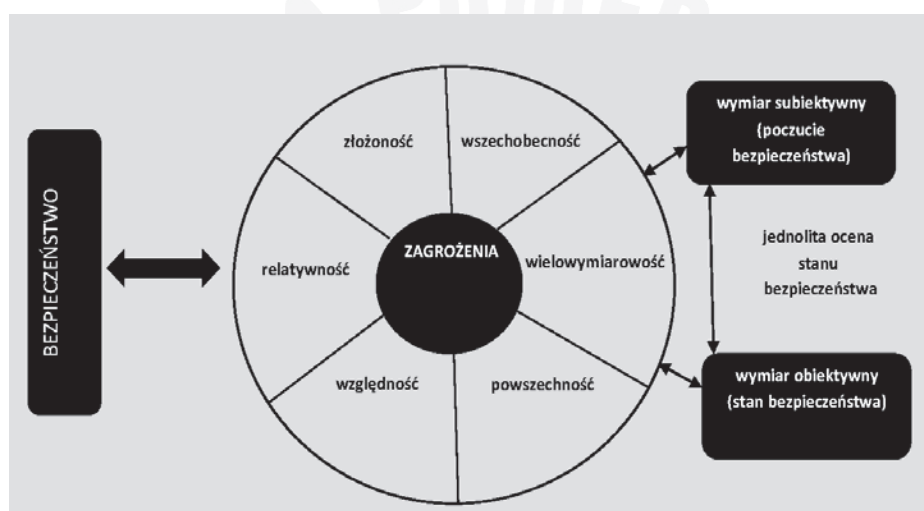 BEZPIECZEŃSTWO
złożoność
wszechobecność
relatywność
ZAGROŻENIA
wielowymiarowość
względność
powszechność
wymiar subiektywny
(poczucie
bezpieczeństwa)
jednolita ocena
stanu
bezpieczeństwa
wymiar obiektywny
(stan bezpieczeństwa)